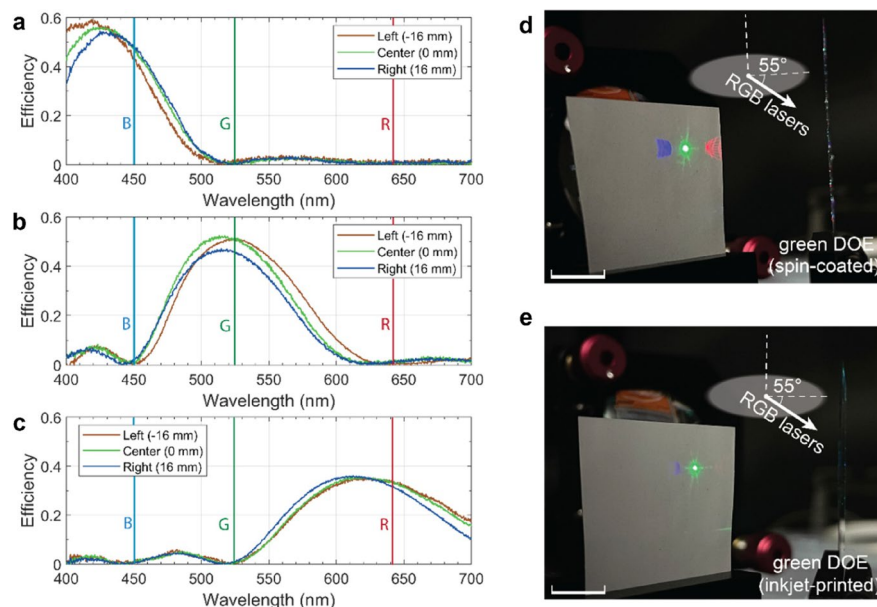 a
0.6
0.4
0.2
0
Efficiency
Left (-16 mm)
Center (0 mm)
Right (16 mm)
B
G
R
400
450
500
550
600
650
700
Wavelength (nm)
b
0.6
0.4
0.2
0
Efficiency
Left (-16 mm)
Center (0 mm)
Right (16 mm)
B
G
R
400
450
500
550
600
650
700
Wavelength (nm)
c
0.6
0.4
0.2
0
Efficiency
Left (-16 mm)
Center (0 mm)
Right (16 mm)
B
G
R
400
450
500
550
600
650
700
Wavelength (nm)
d
55°
RGB lasers
green DOE
(spin-coated)
e
55°
RGB lasers
green DOE
(inkjet-printed)